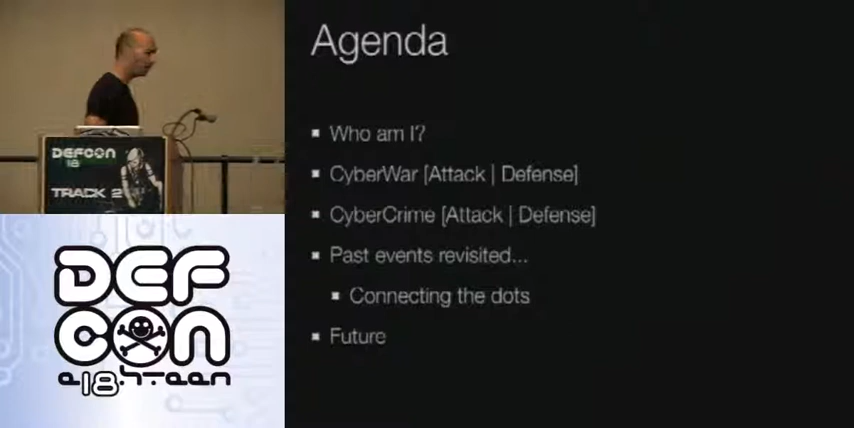 Agenda
Who am I?
CyberWar [Attack | Defense]
CyberCrime [Attack | Defense]
Past events revisited...
Connecting the dots
Future
DEFCON
18
TRACK 2
DEF
CON
e18hteen